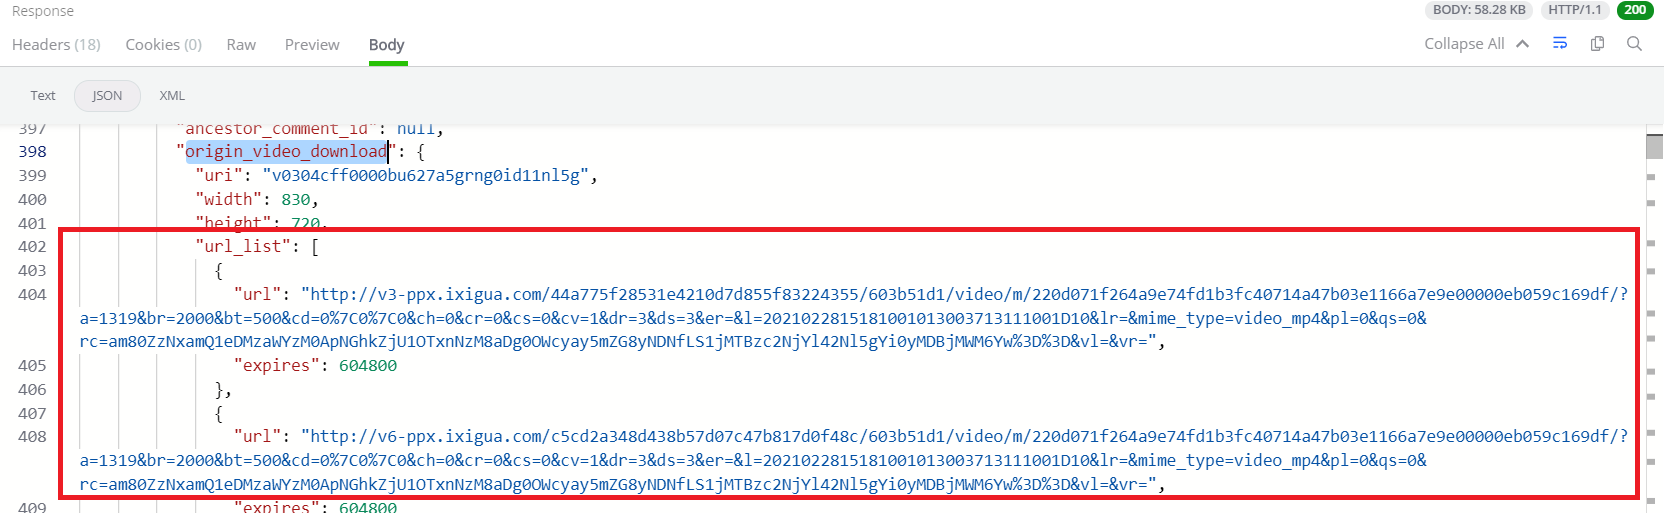 Response BODY: 58.28 KB HTTP/1.1 200
Headers (18) Cookies (0) Raw Preview Body Collapse All
Text JSON XML
397 "ancestor_comment_id": null,
398 "origin_video_download": {
399 "uri": "v0304cff0000bu627a5grng0id11nl5g",
400 "width": 830,
401 "height": 720,
402 "url_list": [
403 {
404 "url": "http://v3-ppx.ixigua.com/44a775f28531e4210d7d855f83224355/603b51d1/video/m/220d071f264a9e74fd1b3fc40714a47b03e1166a7e9e00000eb059c169df/?
a=1319&br=2000&bt=500&cd=0%7C0%7C0&ch=0&cr=0&cs=0&cv=1&dr=3&ds=3&er=&l=20210228151810010130037131110​01D10&lr=&mime_type=video_mp4&pl=0&qs=0&
rc=am80ZzNxamQ1eDMzaWYzM0ApNGhkZjU1OTxnNzM8aDg0OWcyay5mZG8yNDNfLS1jMTBzc2NjYl42Nl5gYi0yMDBjMWM6Yw%3D%3D&vl=&vr=",
405 "expires": 604800
406 },
407 {
408 "url": "http://v6-ppx.ixigua.com/c5cd2a348d438b57d07c47b817d0f48c/603b51d1/video/m/220d071f264a9e74fd1b3fc40714a47b03e1166a7e9e00000eb059c169df/?
a=1319&br=2000&bt=500&cd=0%7C0%7C0&ch=0&cr=0&cs=0&cv=1&dr=3&ds=3&er=&l=2021022815181001013003713111001D10&lr=&mime_type=video_mp4&pl=0&qs=0&
rc=am80ZzNxamQ1eDMzaWYzM0ApNGhkZjU1OTxnNzM8aDg0OWcyay5mZG8yNDNfLS1jMTBzc2NjYl42Nl5gYi0yMDBjMWM6Yw%3D%3D&vl=&vr=",
409 "expires": 604800